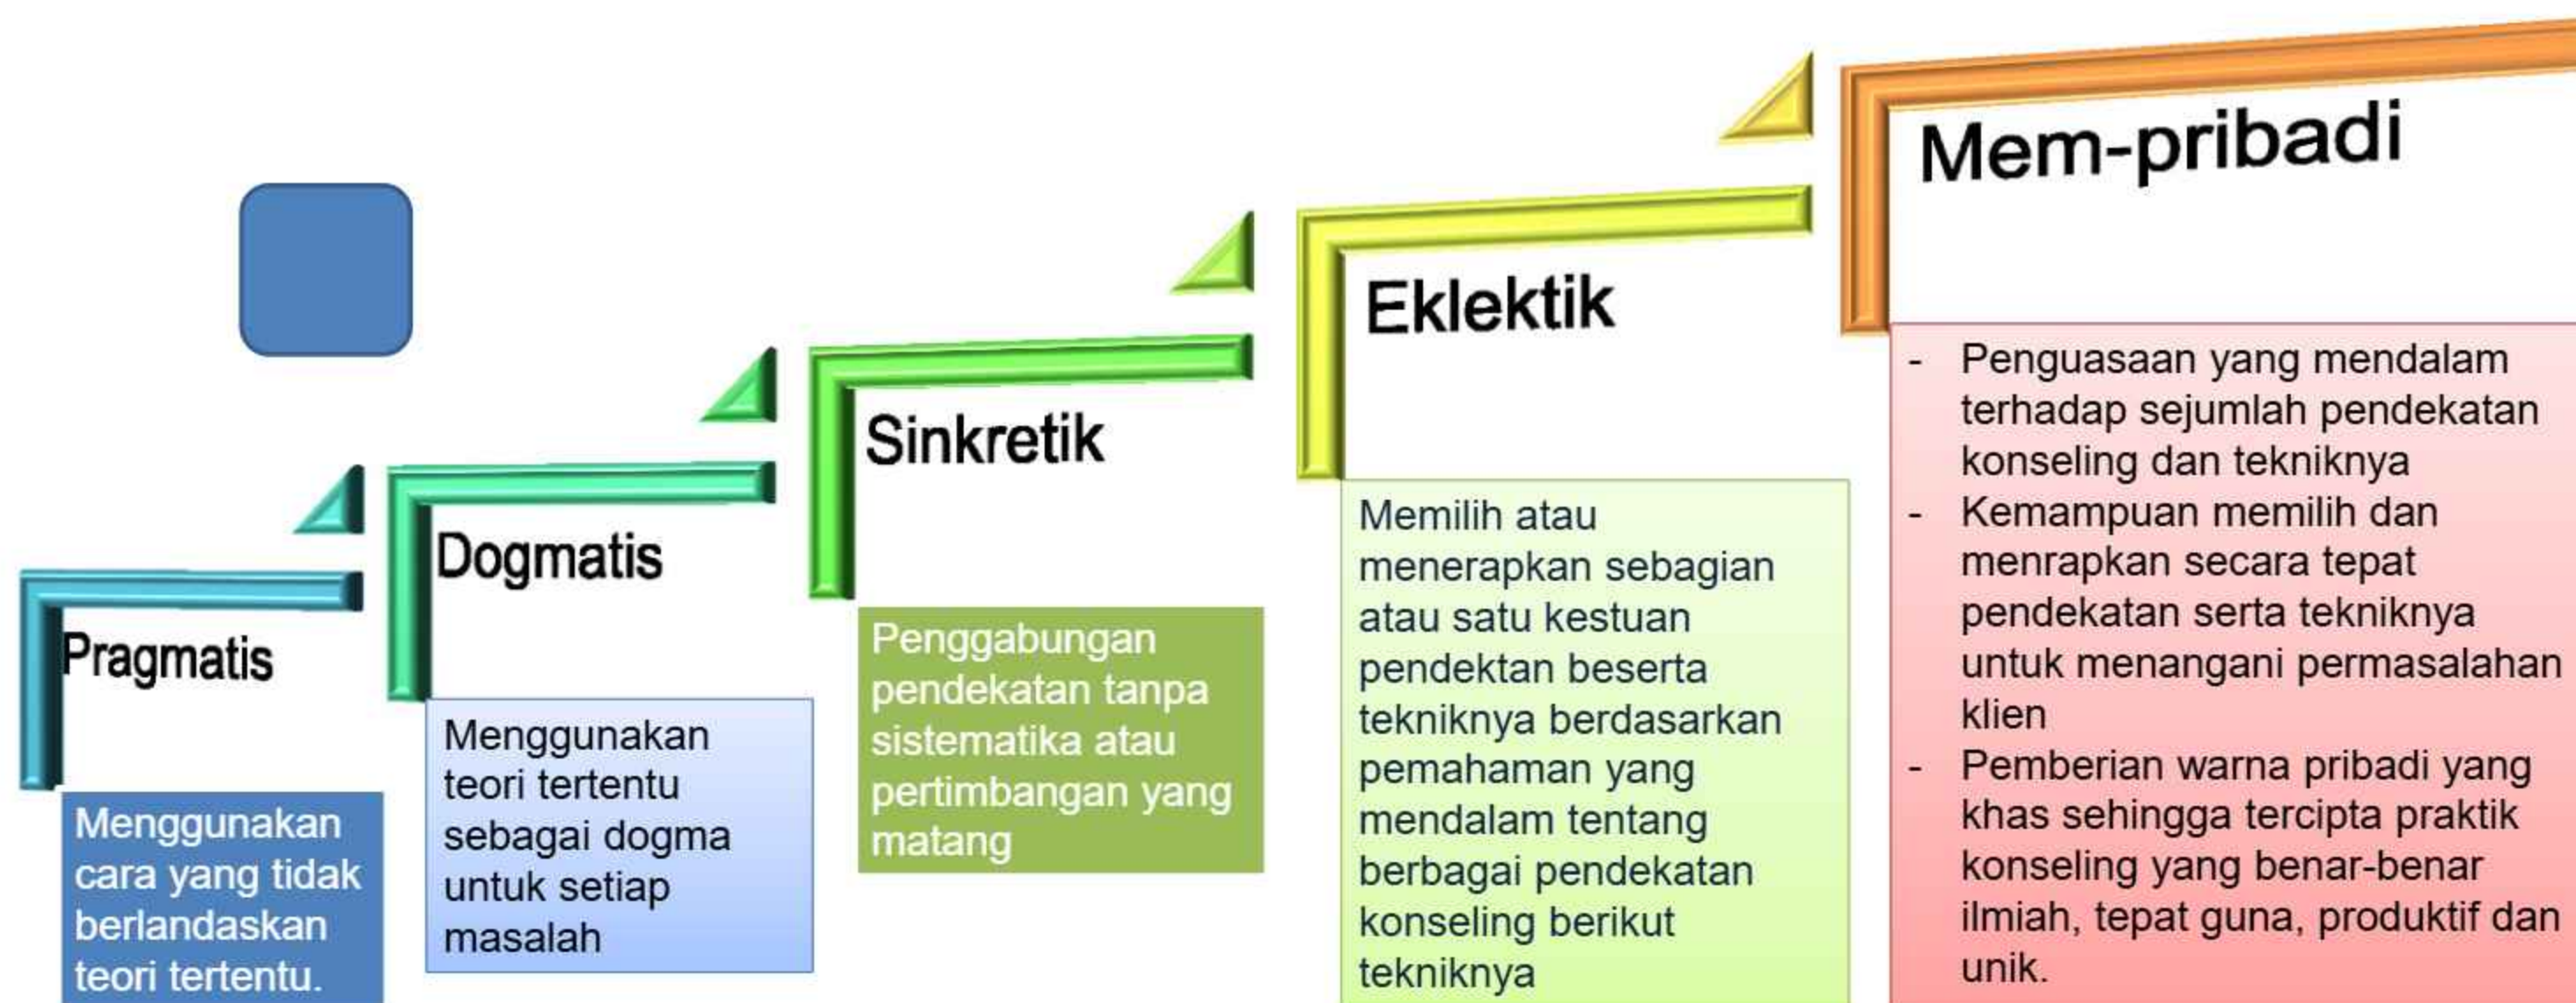 Pragmatis
Menggunakan
cara yang tidak
berlandaskan
teori tertentu.
Dogmatis
Menggunakan
teori tertentu
sebagai dogma
untuk setiap
masalah
Sinkretik
Penggabungan
pendekatan tanpa
sistematika atau
pertimbangan yang
matang
Eklektik
Memilih atau
menerapkan sebagian
atau satu kestuan
pendektan beserta
tekniknya berdasarkan
pemahaman yang
mendalam tentang
berbagai pendekatan
konseling berikut
tekniknya
Mem-pribadi
- Penguasaan yang mendalam
terhadap sejumlah pendekatan
konseling dan tekniknya
- Kemampuan memilih dan
menrapkan secara tepat
pendekatan serta tekniknya
untuk menangani permasalahan
klien
- Pemberian warna pribadi yang
khas sehingga tercipta praktik
konseling yang benar-benar
ilmiah, tepat guna, produktif dan
unik.